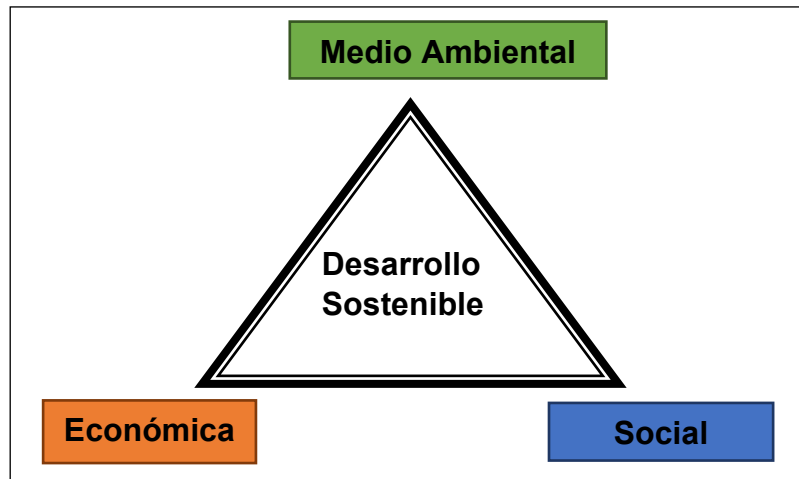 Medio Ambiental
Desarrollo
Sostenible
Económica
Social